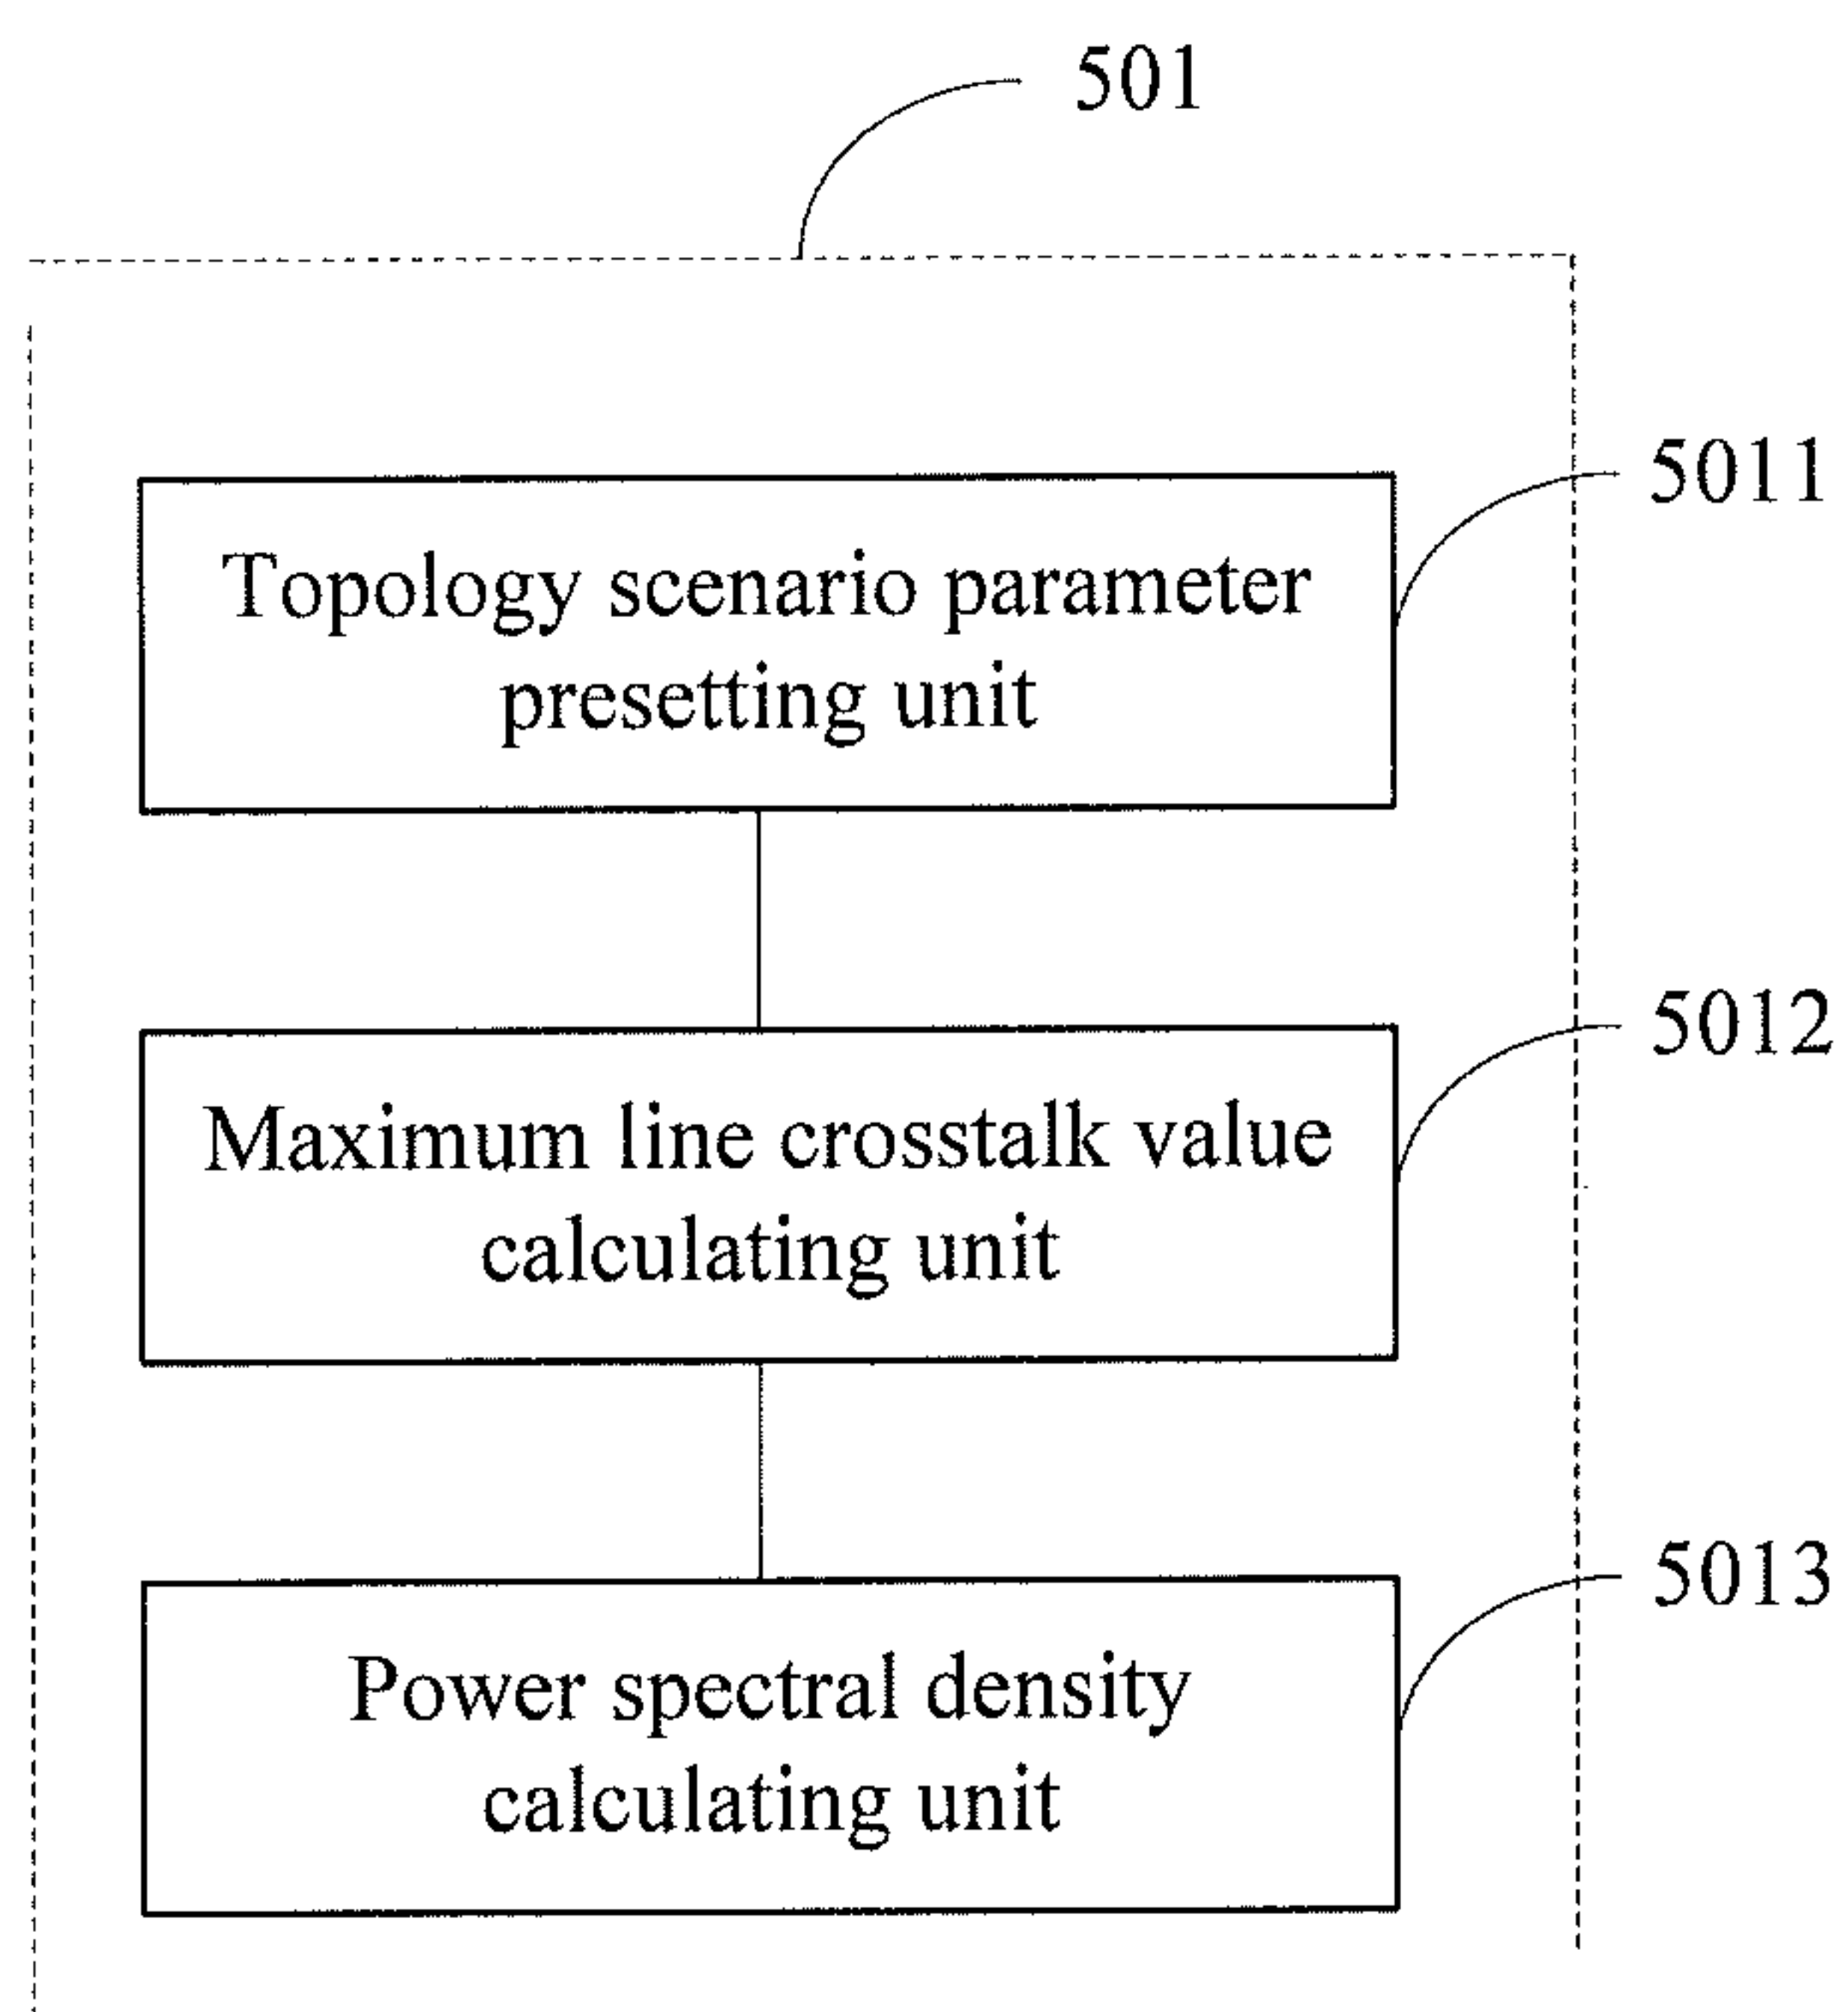 501
5011
Topology scenario parameter
presetting unit
5012
Maximum line crosstalk value
calculating unit
5013
Power spectral density
calculating unit